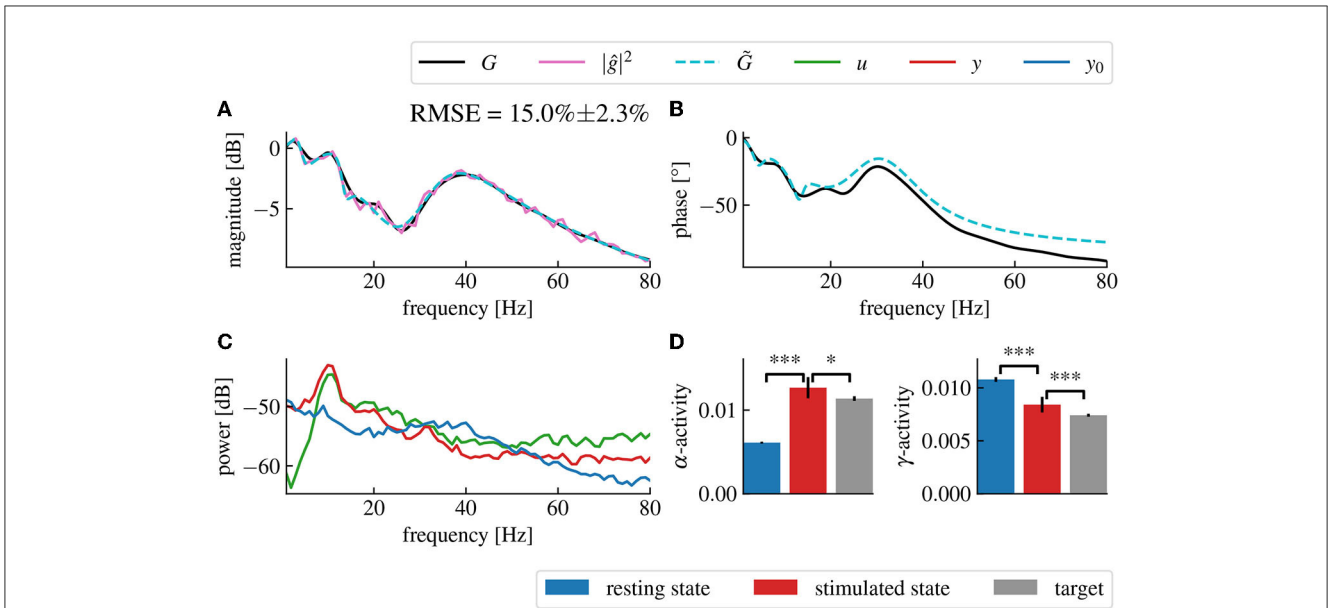 G |ĝ|² G̃ u y y₀
A RMSE = 15.0%±2.3% B
magnitude [dB]
0
−5
20 40 60 80
frequency [Hz]
phase [°]
0
−50
20 40 60 80
frequency [Hz]
C D
power [dB]
−50
−60
20 40 60 80
frequency [Hz]
*** *
α-activity
0.01
0.00
*** ***
γ-activity
0.010
0.005
0.000
resting state stimulated state target